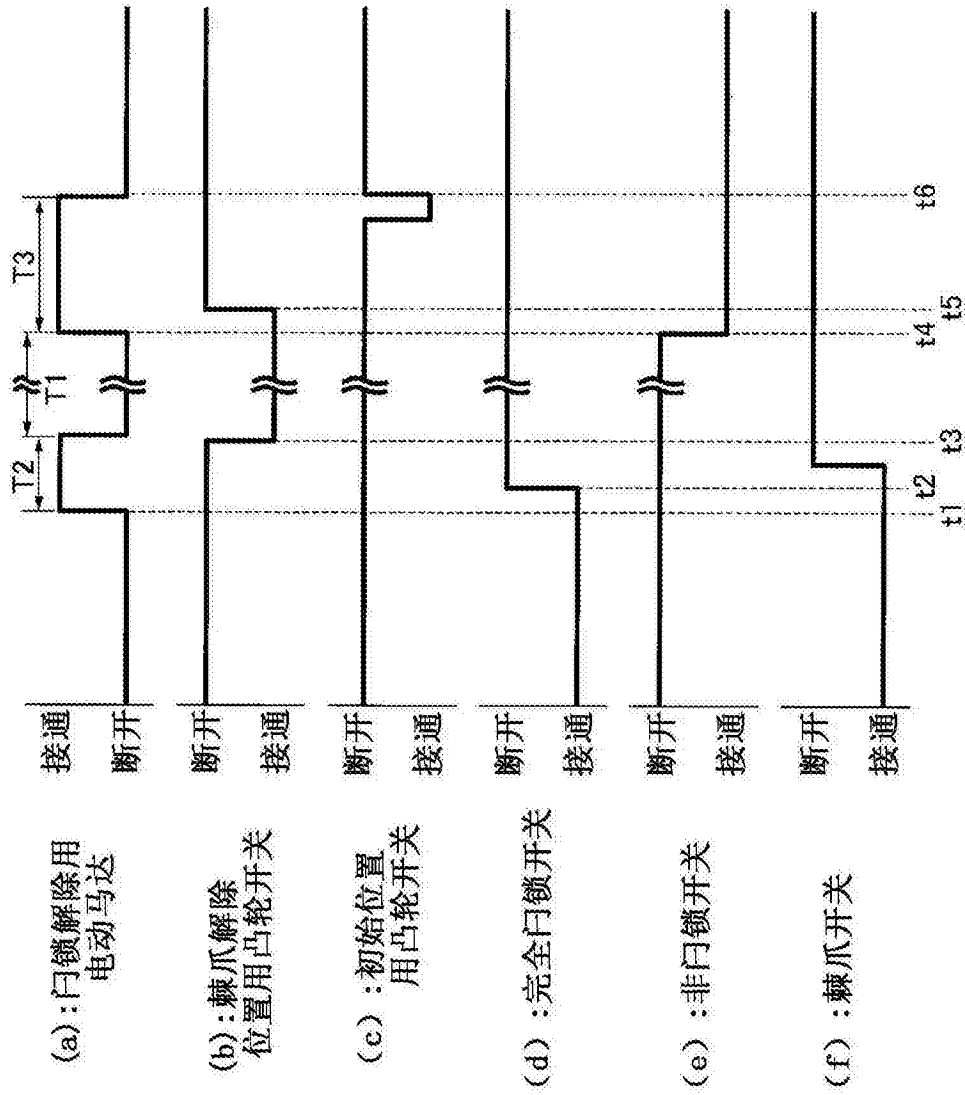 T2 T1 T3
(a):闩锁解除用
电动马达
接通
断开
(b):棘爪解除
位置用凸轮开关
断开
接通
(c):初始位置
用凸轮开关
断开
接通
(d):完全闩锁开关
断开
接通
(e):非闩锁开关
断开
接通
(f):棘爪开关
断开
接通
t1 t2 t3 t4 t5 t6